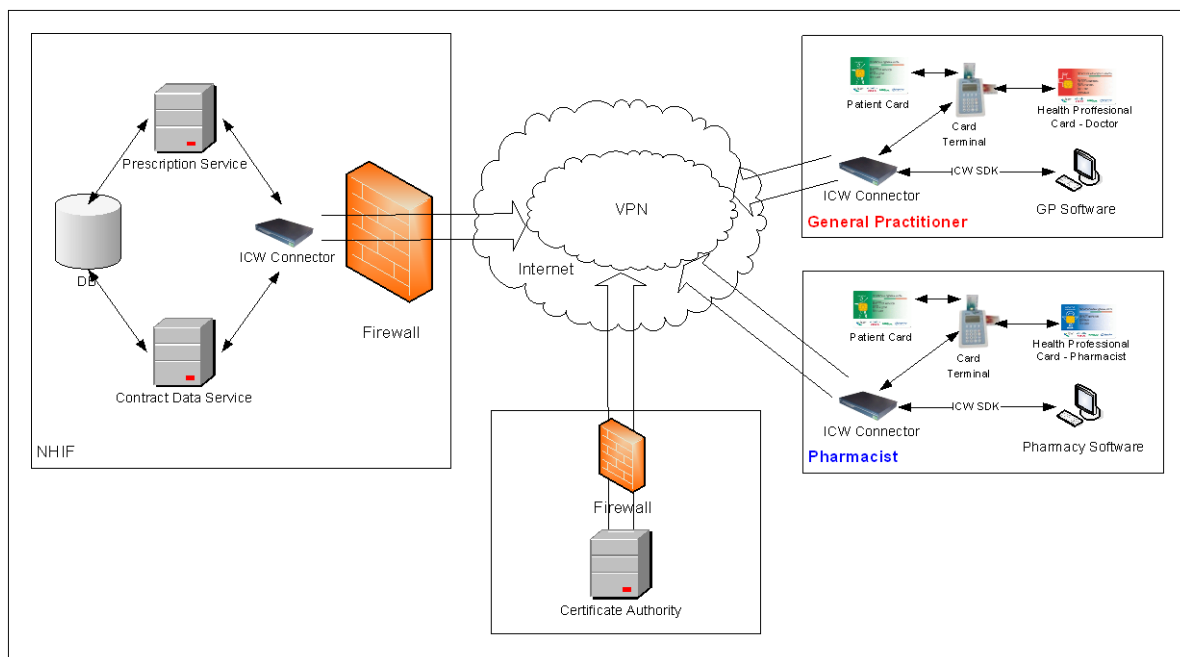 Prescription Service
DB
ICW Connector
Contract Data Service
Firewall
NHIF
VPN
Internet
Firewall
Certificate Authority
Patient Card
Card
Terminal
Health Proffesional
Card - Doctor
ICW Connector
ICW SDK
GP Software
General Practitioner
Patient Card
Card
Terminal
Health Professional
Card - Pharmacist
ICW Connector
ICW SDK
Pharmacy Software
Pharmacist